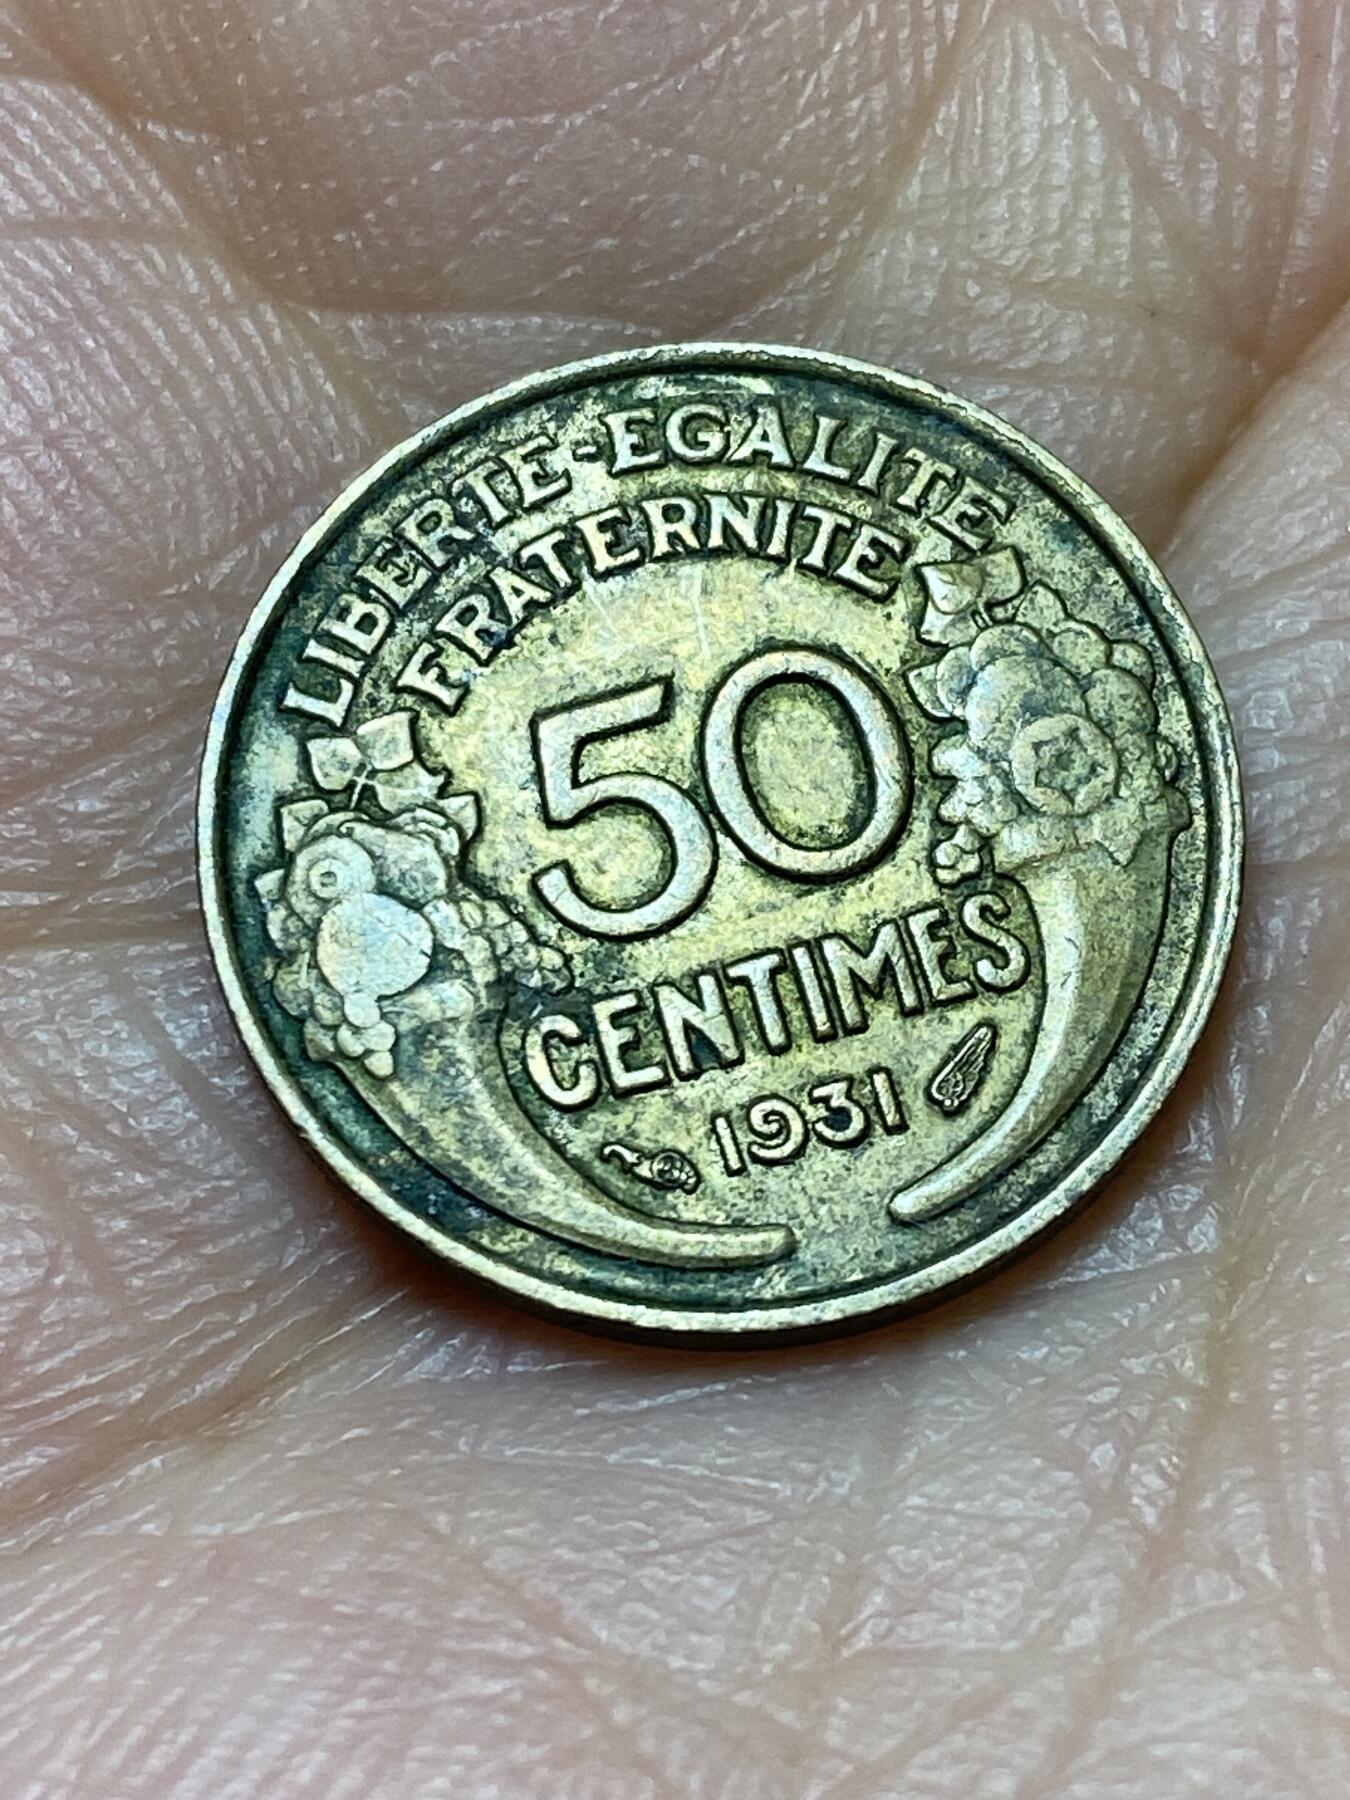 LIBERTE-EGALITE
FRATERNITE
50
CENTIMES
1931